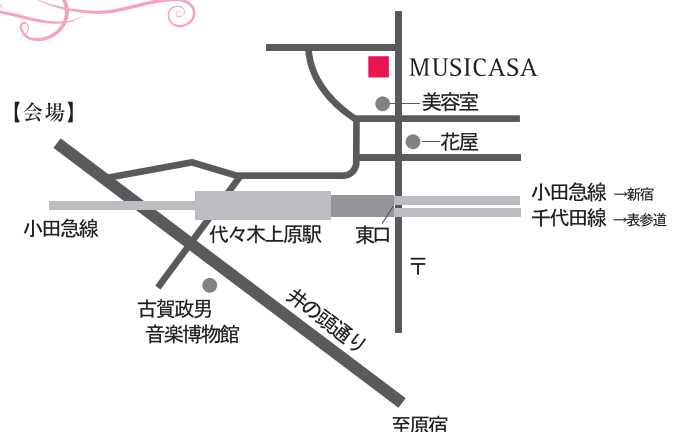 MUSICASA
美容室
【会場】
花屋
小田急線 →新宿
千代田線 →表参道
小田急線
代々木上原駅
東口
〒
古賀政男
音楽博物館
井の頭通り
至原宿